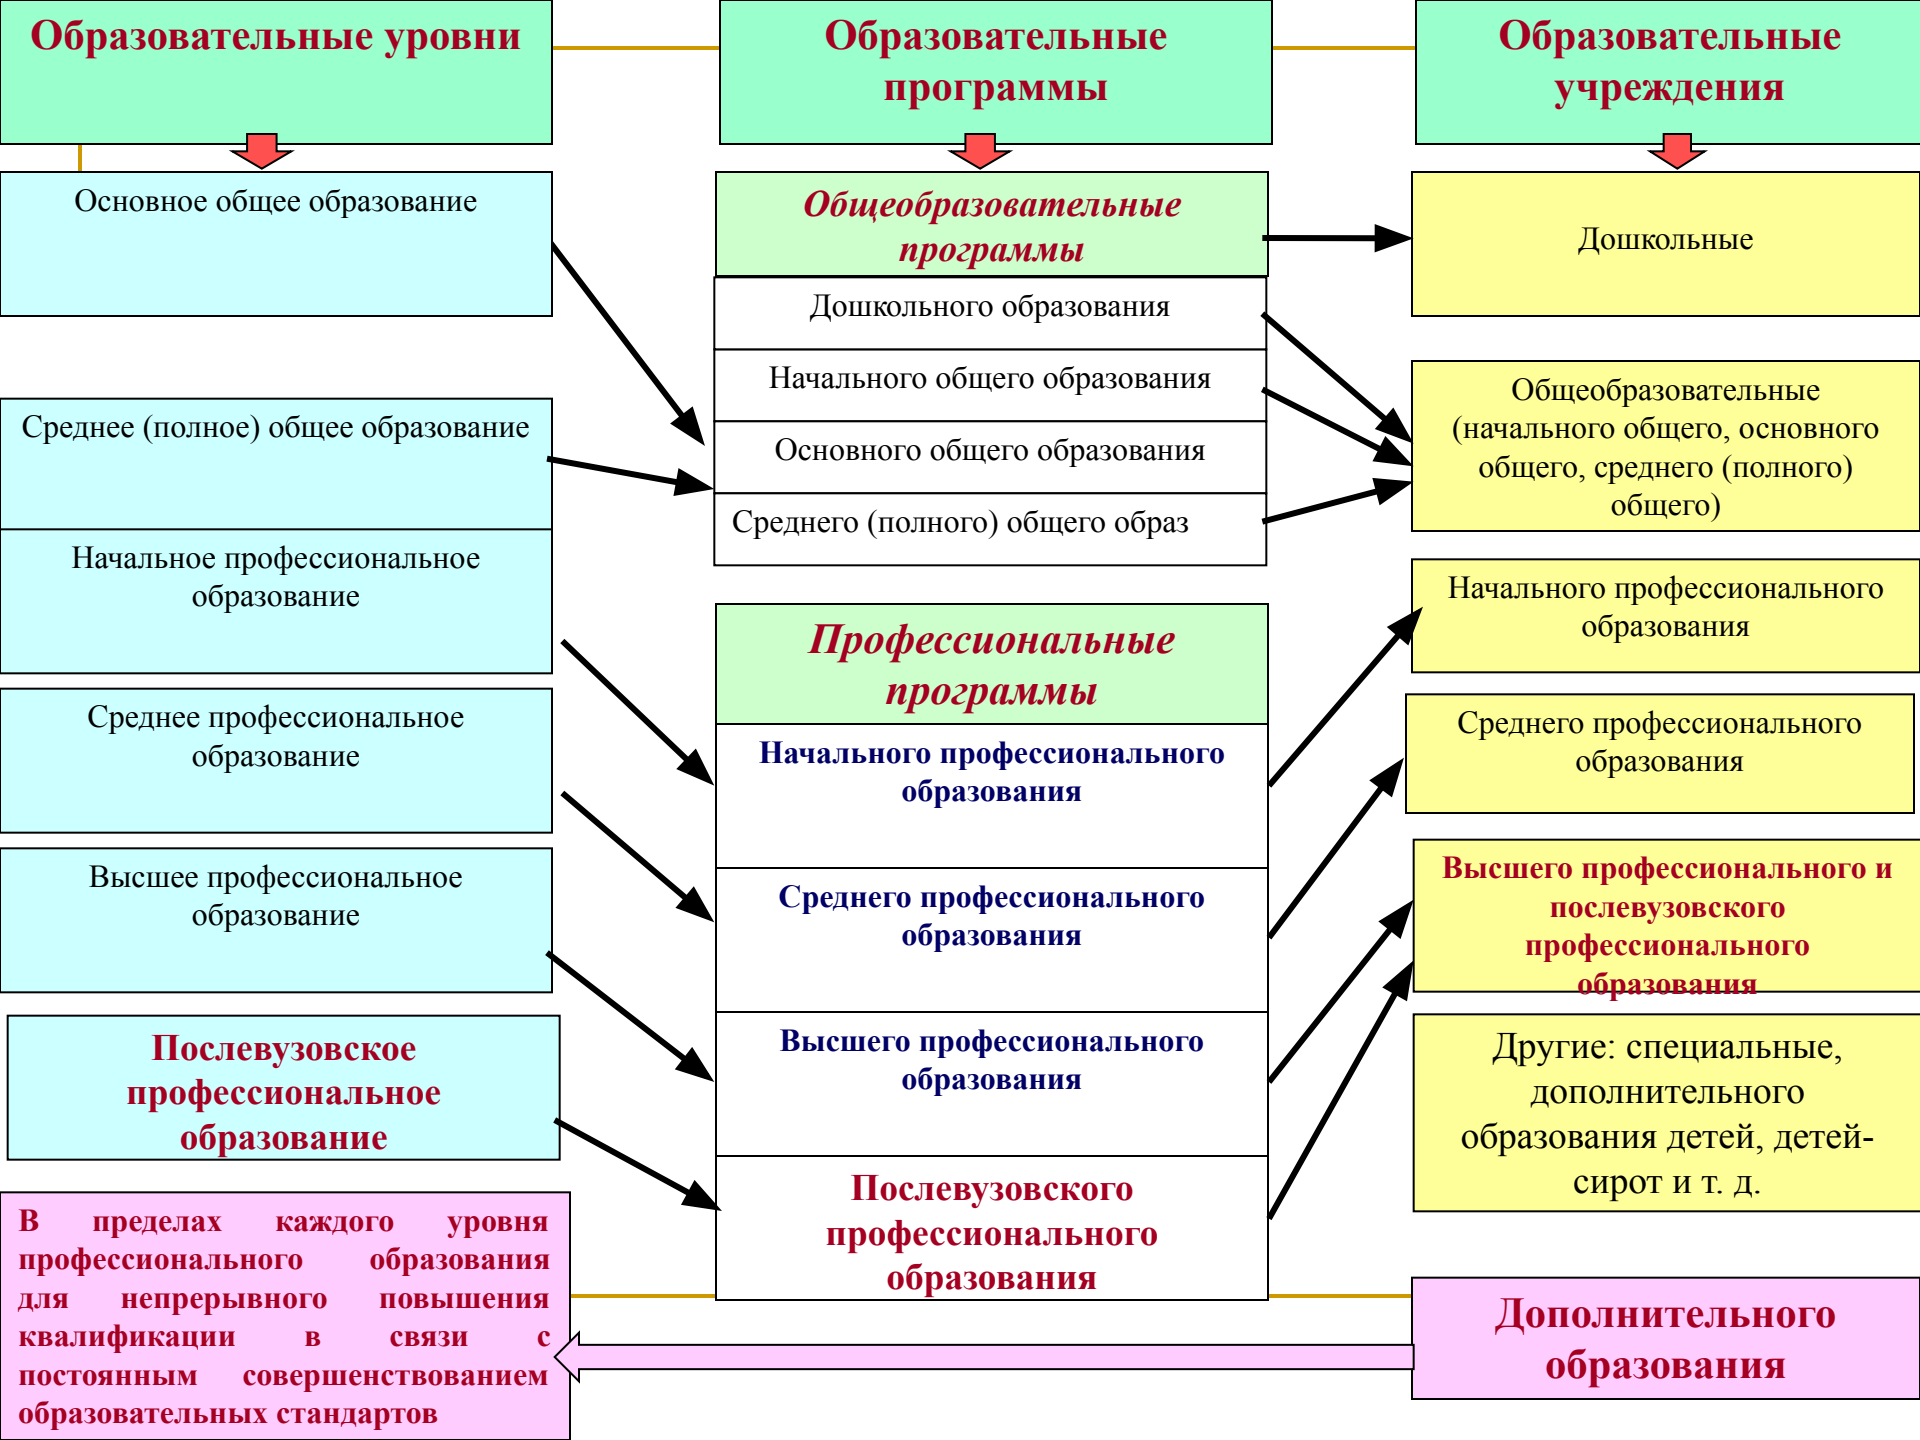 Образовательные уровни
Образовательные
программы
Образовательные
учреждения
Основное общее образование
Среднее (полное) общее образование
Начальное профессиональное
образование
Среднее профессиональное
образование
Высшее профессиональное
образование
Послевузовское
профессиональное
образование
В пределах каждого уровня
профессионального образования
для непрерывного повышения
квалификации в связи с
постоянным совершенствованием
образовательных стандартов
Общеобразовательные
программы
Дошкольного образования
Начального общего образования
Основного общего образования
Среднего (полного) общего образ
Профессиональные
программы
Начального профессионального
образования
Среднего профессионального
образования
Высшего профессионального
образования
Послевузовского
профессионального
образования
Дошкольные
Общеобразовательные
(начального общего, основного
общего, среднего (полного)
общего)
Начального профессионального
образования
Среднего профессионального
образования
Высшего профессионального и
послевузовского
профессионального
образования
Другие: специальные,
дополнительного
образования детей, детей-
сирот и т. д.
Дополнительного
образования